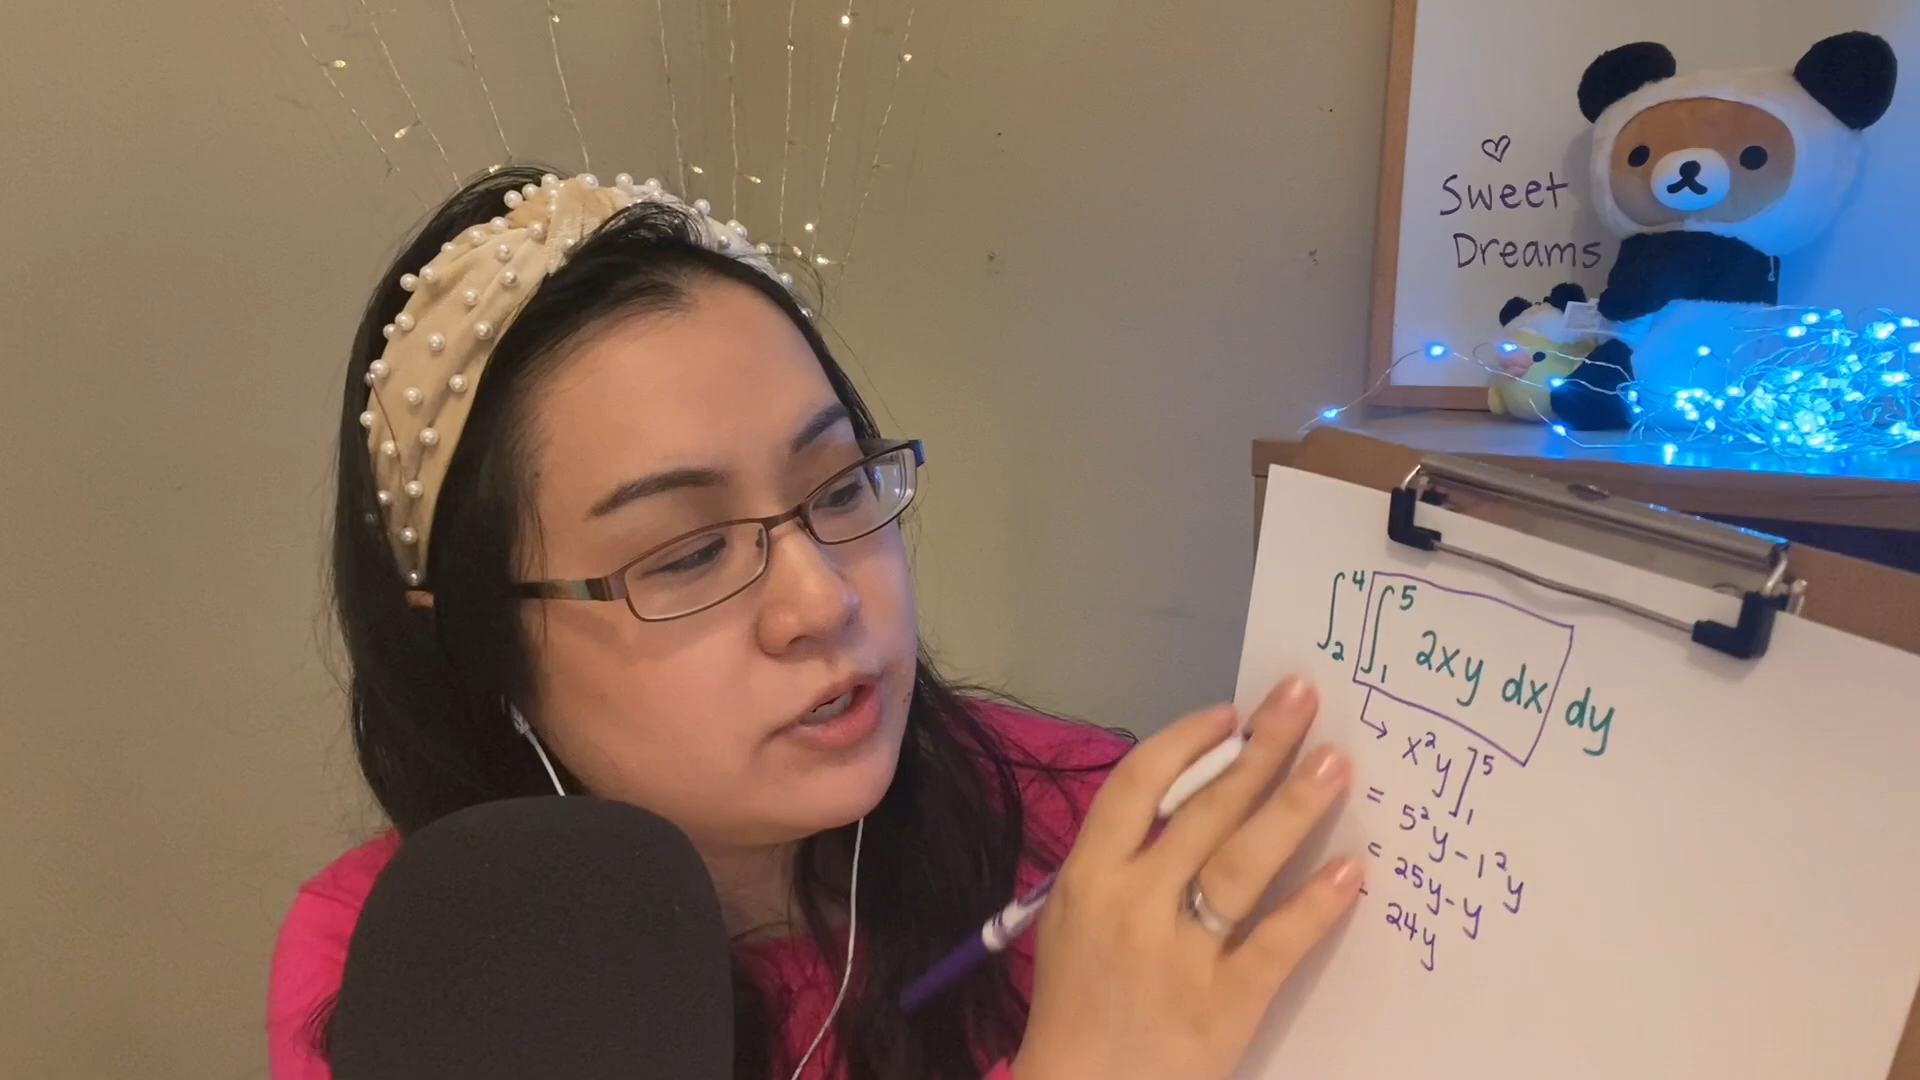 ♡
Sweet
Dreams
∫₂⁴ ∫₁⁵ 2xy dx dy
↳ x²y]₁⁵
= 5²y - 1²y
= 25y - y
= 24y